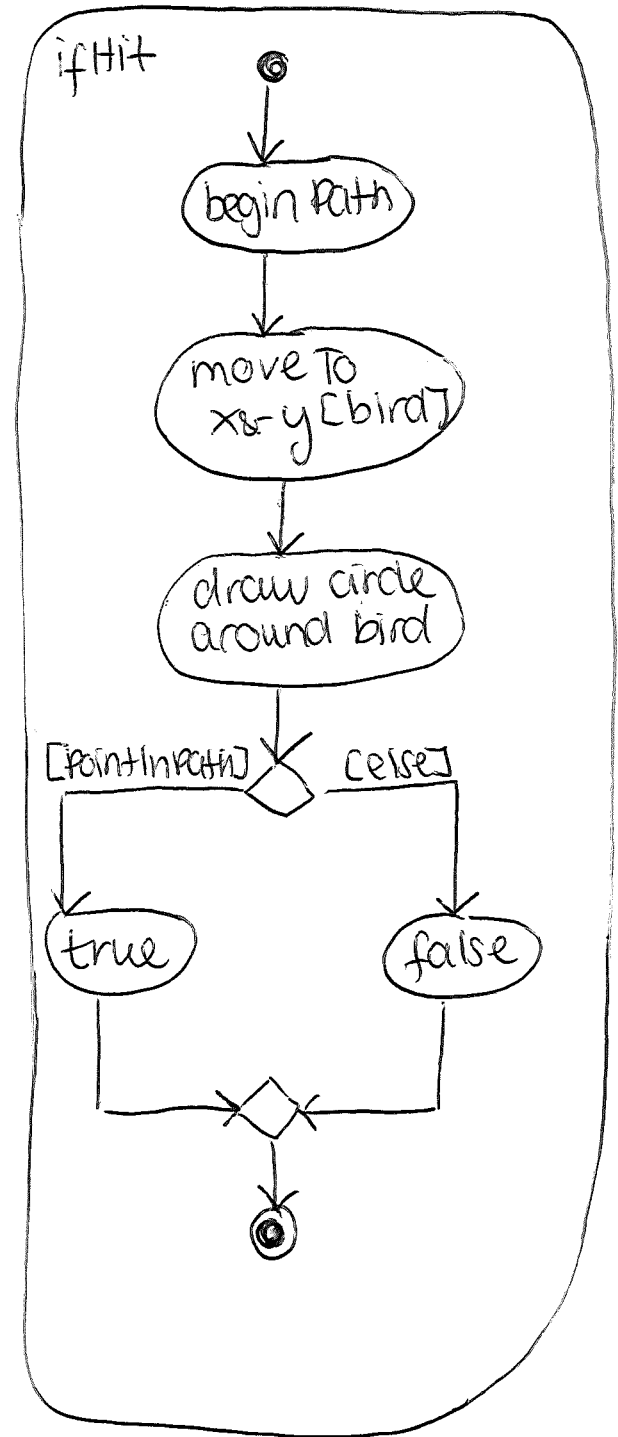 ifHit
begin Path
move To
x&y [bird]
draw circle
around bird
[PointInPath]
[else]
true
false